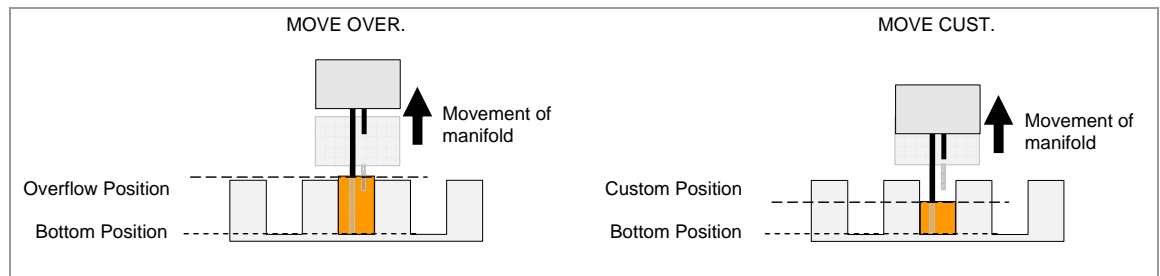 MOVE OVER.
Movement of
manifold
Overflow Position
Bottom Position
MOVE CUST.
Movement of
manifold
Custom Position
Bottom Position